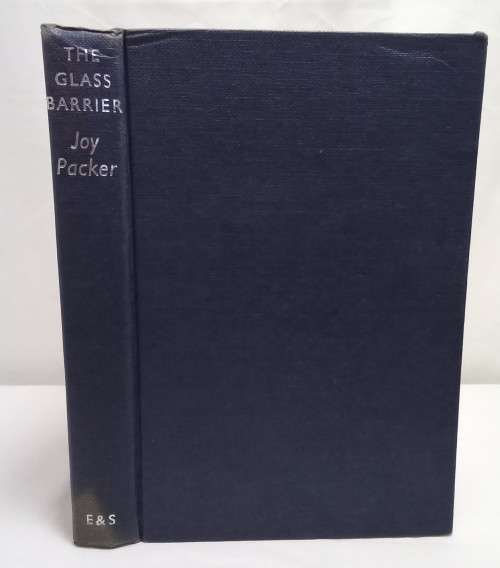 THE
GLASS
BARRIER
Joy
Packer
E & S